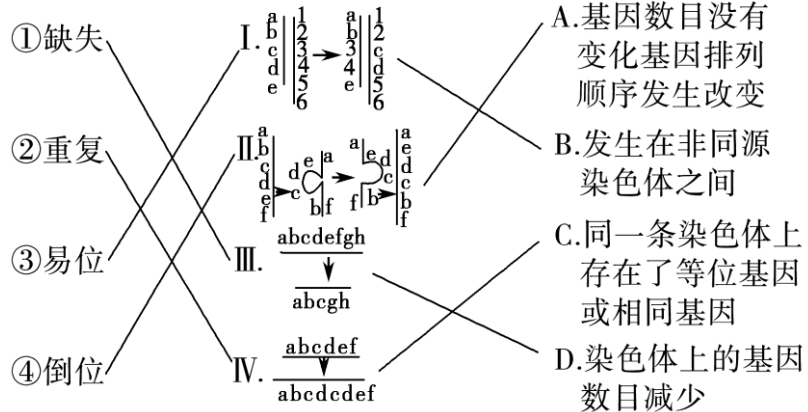 ①缺失
②重复
③易位
④倒位
Ⅰ.
a
b
c
d
e
1
2
3
4
5
6
a
b
3
4
e
1
2
c
d
5
6
Ⅱ.
a
b
c
d
e
f
d e a
c
b f
a e d
c
f b
a
e
d
c
b
f
Ⅲ.
abcdefgh
abcgh
Ⅳ.
abcdef
abcdcdef
A.基因数目没有
变化基因排列
顺序发生改变
B.发生在非同源
染色体之间
C.同一条染色体上
存在了等位基因
或相同基因
D.染色体上的基因
数目减少